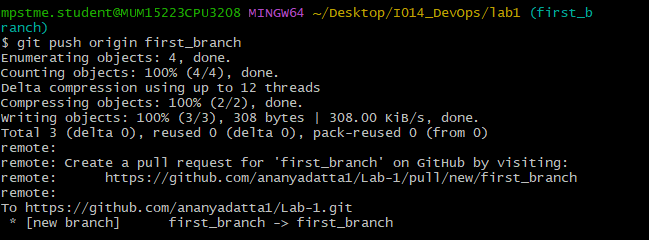 mpstme.student@MUM15223CPU3208 MINGW64 ~/Desktop/I014_DevOps/lab1 (first_b
ranch)
$ git push origin first_branch
Enumerating objects: 4, done.
Counting objects: 100% (4/4), done.
Delta compression using up to 12 threads
Compressing objects: 100% (2/2), done.
Writing objects: 100% (3/3), 308 bytes | 308.00 KiB/s, done.
Total 3 (delta 0), reused 0 (delta 0), pack-reused 0 (from 0)
remote:
remote: Create a pull request for 'first_branch' on GitHub by visiting:
remote:      https://github.com/ananyadatta1/Lab-1/pull/new/first_branch
remote:
To https://github.com/ananyadatta1/Lab-1.git
 * [new branch]      first_branch -> first_branch